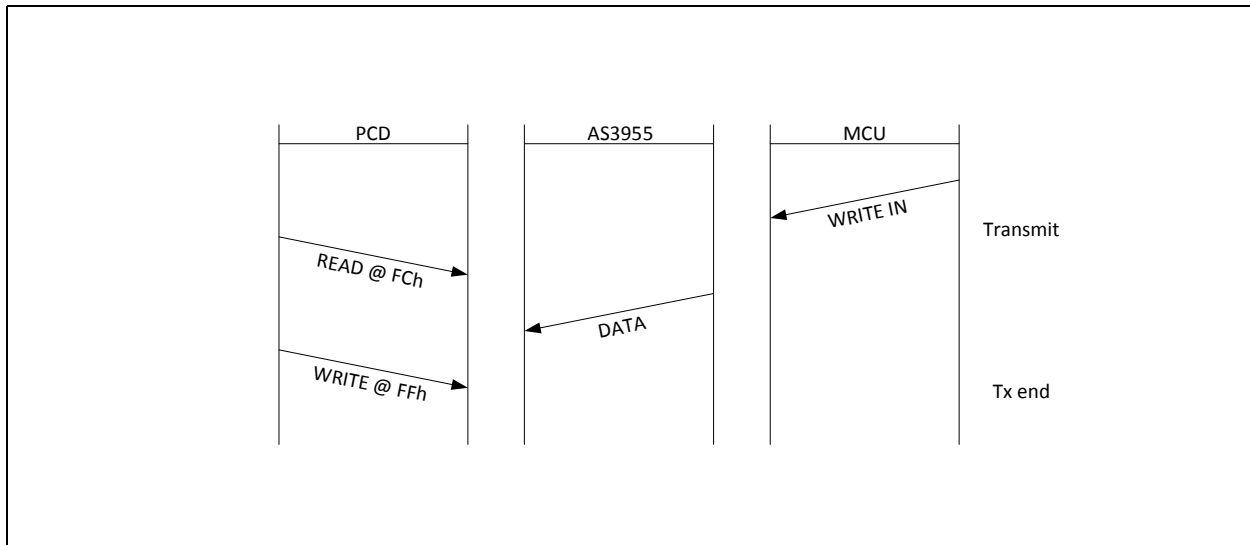 PCD
AS3955
MCU
WRITE IN
Transmit
READ @ FCh
DATA
WRITE @ FFh
Tx end